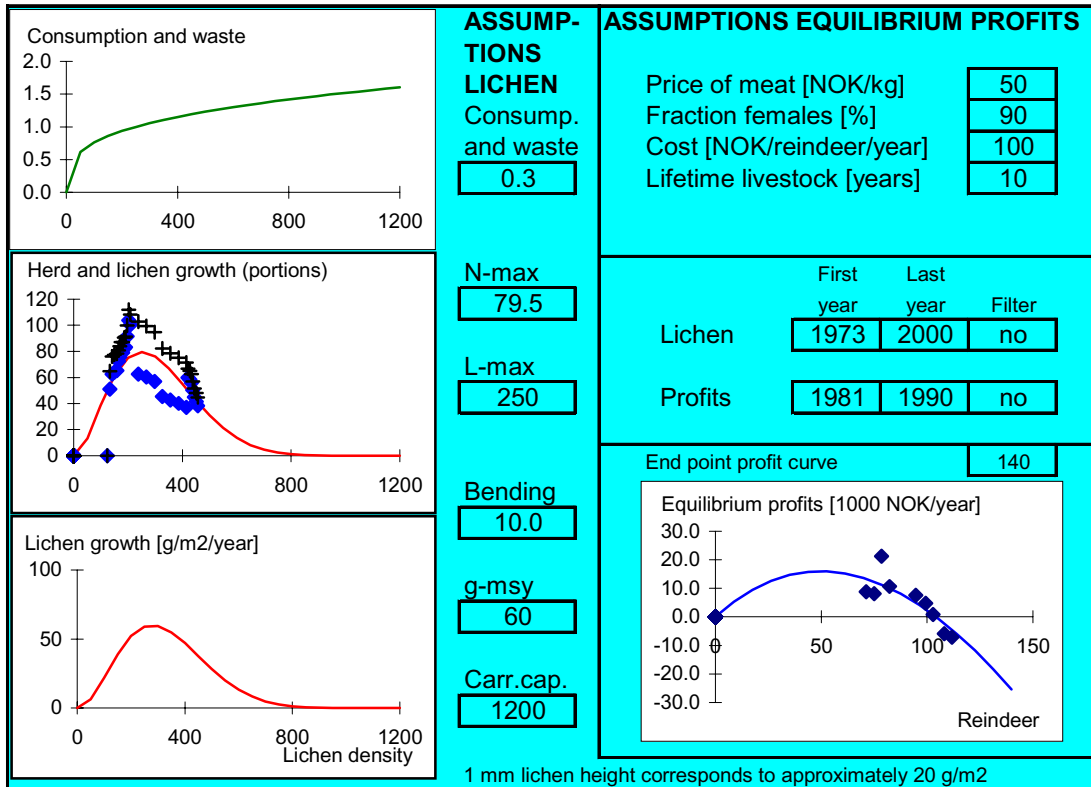 Consumption and waste
2.0
1.5
1.0
0.5
0.0
0 400 800 1200
Herd and lichen growth (portions)
120
100
80
60
40
20
0
0 400 800 1200
Lichen growth [g/m2/year]
100
50
0
0 400 800 1200
Lichen density
ASSUMP-
TIONS
LICHEN
Consump.
and waste
0.3
N-max
79.5
L-max
250
Bending
10.0
g-msy
60
Carr.cap.
1200
ASSUMPTIONS EQUILIBRIUM PROFITS
Price of meat [NOK/kg] 50
Fraction females [%] 90
Cost [NOK/reindeer/year] 100
Lifetime livestock [years] 10
First Last
year year Filter
Lichen 1973 2000 no
Profits 1981 1990 no
End point profit curve 140
Equilibrium profits [1000 NOK/year]
30.0
20.0
10.0
0.0
-10.0
-20.0
-30.0
0 50 100 150
Reindeer
1 mm lichen height corresponds to approximately 20 g/m2